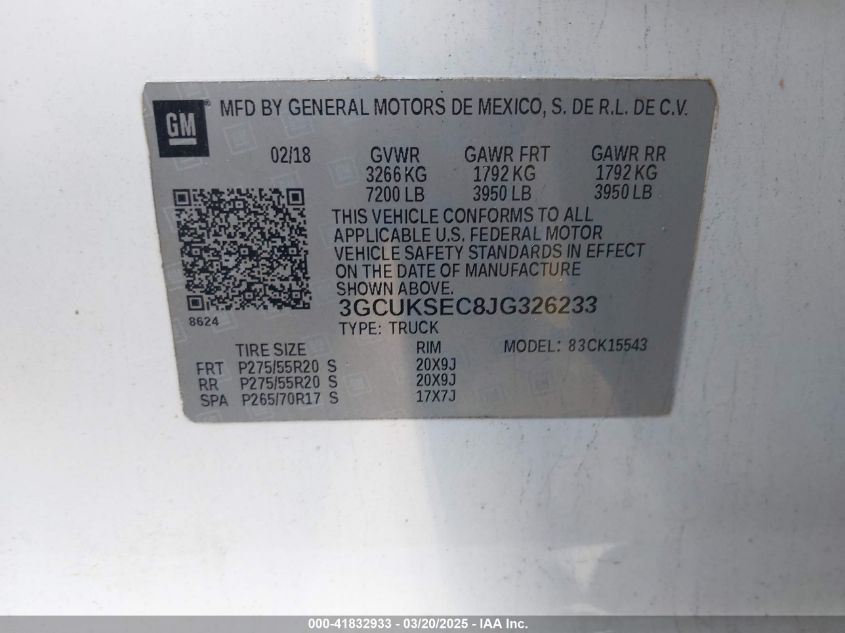 GM ® MFD BY GENERAL MOTORS DE MEXICO, S. DE R.L. DE C.V.
02/18 GVWR GAWR FRT GAWR RR
3266 KG 1792 KG 1792 KG
7200 LB 3950 LB 3950 LB
THIS VEHICLE CONFORMS TO ALL
APPLICABLE U.S. FEDERAL MOTOR
VEHICLE SAFETY STANDARDS IN EFFECT
ON THE DATE OF MANUFACTURE
SHOWN ABOVE.
3GCUKSEC8JG326233
8624
TYPE: TRUCK
TIRE SIZE RIM MODEL: 83CK15543
FRT P275/55R20 S 20X9J
RR P275/55R20 S 20X9J
SPA P265/70R17 S 17X7J
000-41832933 - 03/20/2025 - IAA Inc.